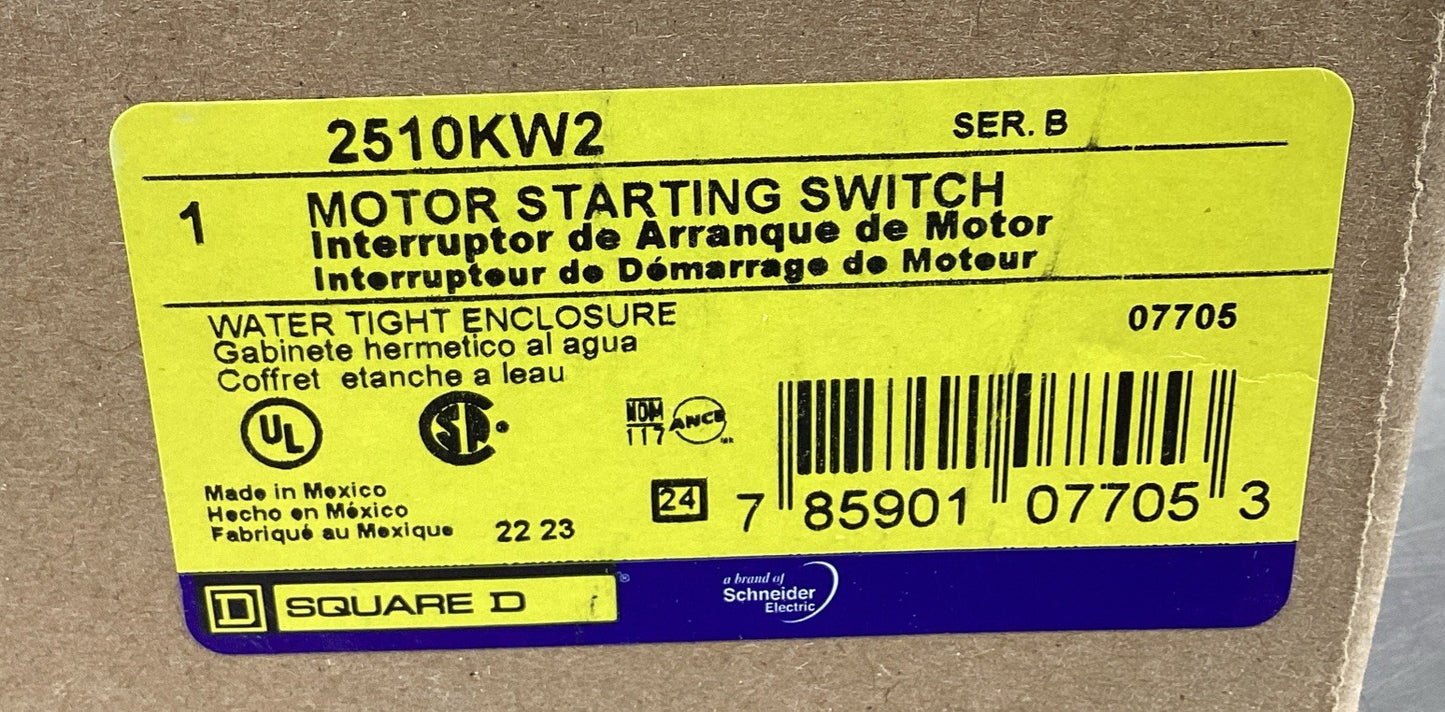 2510KW2 SER. B
1 MOTOR STARTING SWITCH
Interruptor de Arranque de Motor
Interrupteur de Démarrage de Moteur
WATER TIGHT ENCLOSURE 07705
Gabinete hermetico al agua
Coffret etanche a leau
UL
NOM
117
ANCE
Made in Mexico
Hecho en México
Fabriqué au Mexique
22 23
24
7 85901 07705 3
D SQUARE D ®
a brand of
Schneider
Electric